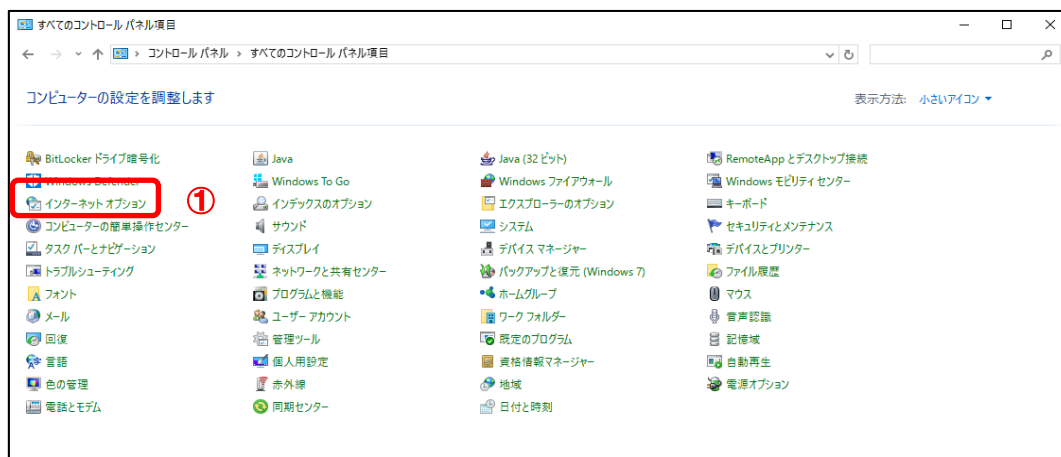 すべてのコントロール パネル項目
コントロール パネル › すべてのコントロール パネル項目
コンピューターの設定を調整します
表示方法: 小さいアイコン
BitLocker ドライブ暗号化
Java
Java (32 ビット)
RemoteApp とデスクトップ接続
Windows Defender
Windows To Go
Windows ファイアウォール
Windows モビリティ センター
インターネット オプション
①
インデックスのオプション
エクスプローラーのオプション
キーボード
コンピューターの簡単操作センター
サウンド
システム
セキュリティとメンテナンス
タスク バーとナビゲーション
ディスプレイ
デバイス マネージャー
デバイスとプリンター
トラブルシューティング
ネットワークと共有センター
バックアップと復元 (Windows 7)
ファイル履歴
フォント
プログラムと機能
ホームグループ
マウス
メール
ユーザー アカウント
ワーク フォルダー
音声認識
回復
管理ツール
既定のプログラム
記憶域
言語
個人用設定
資格情報マネージャー
自動再生
色の管理
赤外線
地域
電源オプション
電話とモデム
同期センター
日付と時刻